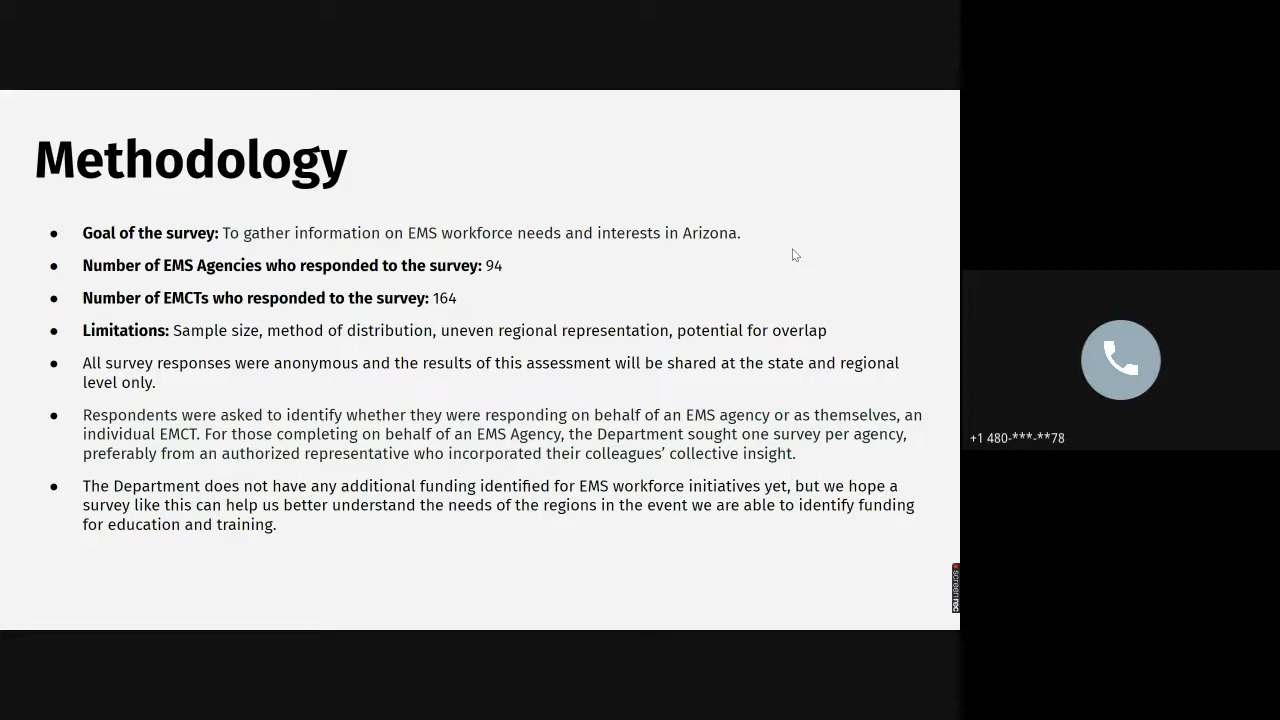 Methodology
● Goal of the survey: To gather information on EMS workforce needs and interests in Arizona.
● Number of EMS Agencies who responded to the survey: 94
● Number of EMCTs who responded to the survey: 164
● Limitations: Sample size, method of distribution, uneven regional representation, potential for overlap
● All survey responses were anonymous and the results of this assessment will be shared at the state and regional
level only.
● Respondents were asked to identify whether they were responding on behalf of an EMS agency or as themselves, an
individual EMCT. For those completing on behalf of an EMS Agency, the Department sought one survey per agency,
preferably from an authorized representative who incorporated their colleagues’ collective insight.
● The Department does not have any additional funding identified for EMS workforce initiatives yet, but we hope a
survey like this can help us better understand the needs of the regions in the event we are able to identify funding
for education and training.
+1 480-***-**78
screenrec